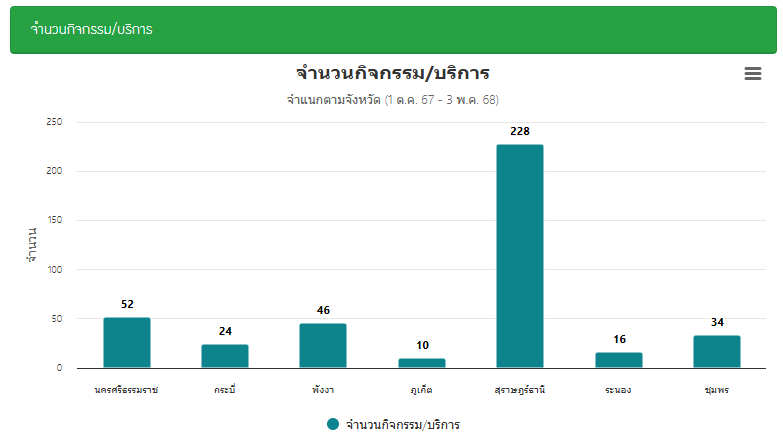 จำนวนกิจกรรม/บริการ
จำนวนกิจกรรม/บริการ
จำแนกตามจังหวัด (1 ต.ค. 67 - 3 พ.ค. 68)
จำนวน
250
200
150
100
50
0
52
24
46
10
228
16
34
นครศรีธรรมราช
กระบี่
พังงา
ภูเก็ต
สุราษฎร์ธานี
ระนอง
ชุมพร
จำนวนกิจกรรม/บริการ